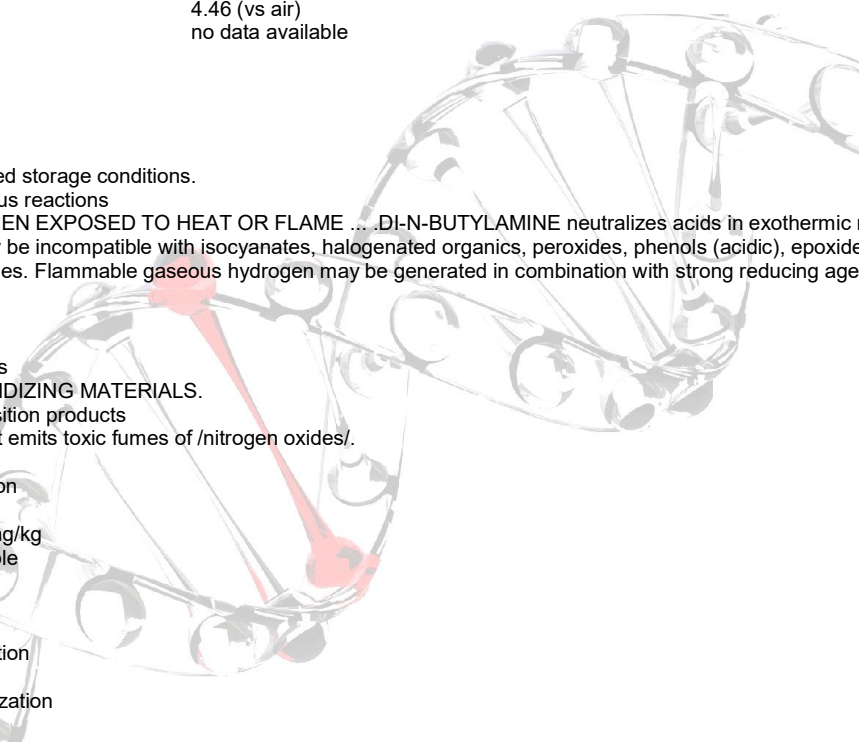 4.46 (vs air)
no data available
ed storage conditions.
us reactions
EN EXPOSED TO HEAT OR FLAME ... .DI-N-BUTYLAMINE neutralizes acids in exothermic r
be incompatible with isocyanates, halogenated organics, peroxides, phenols (acidic), epoxide
es. Flammable gaseous hydrogen may be generated in combination with strong reducing age
s
IDIZING MATERIALS.
sition products
t emits toxic fumes of /nitrogen oxides/.
on
ng/kg
ble
tion
zation